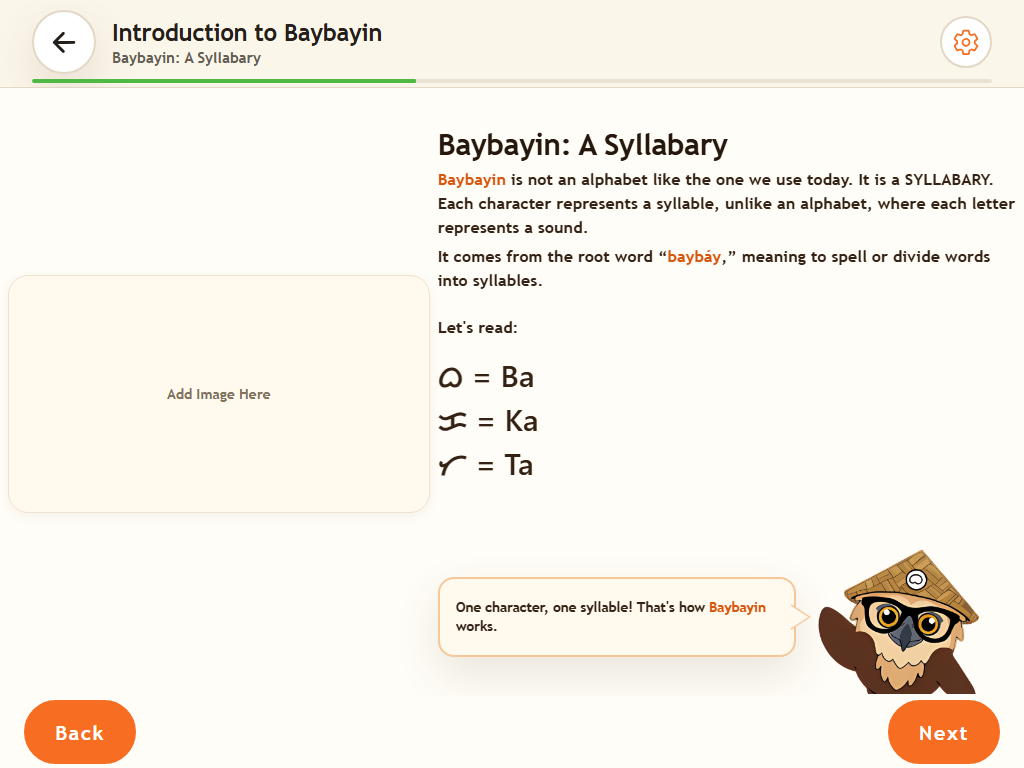 Introduction to Baybayin
Baybayin: A Syllabary
Baybayin: A Syllabary
Baybayin is not an alphabet like the one we use today. It is a SYLLABARY.
Each character represents a syllable, unlike an alphabet, where each letter
represents a sound.
It comes from the root word “baybáy,” meaning to spell or divide words
into syllables.
Let's read:
ᜊ = Ba
ᜃ = Ka
ᜆ = Ta
Add Image Here
One character, one syllable! That's how Baybayin
works.
ᜊ
Back
Next